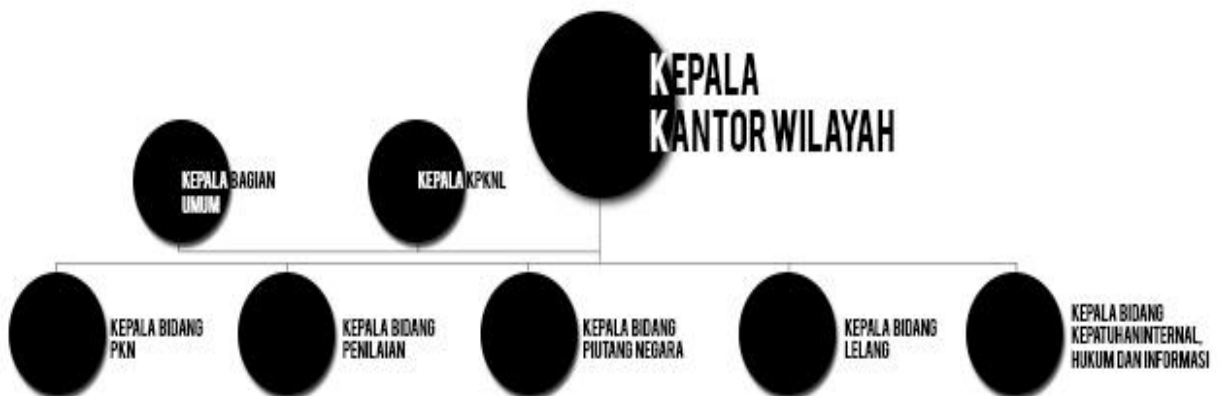 KEPALA
KANTOR WILAYAH
KEPALA BAGIAN
UMUM
KEPALA KPKNL
KEPALA BIDANG
PKN
KEPALA BIDANG
PENILAIAN
KEPALA BIDANG
PIUTANG NEGARA
KEPALA BIDANG
LELANG
KEPALA BIDANG
KEPATUHANINTERNAL,
HUKUM DAN INFORMASI